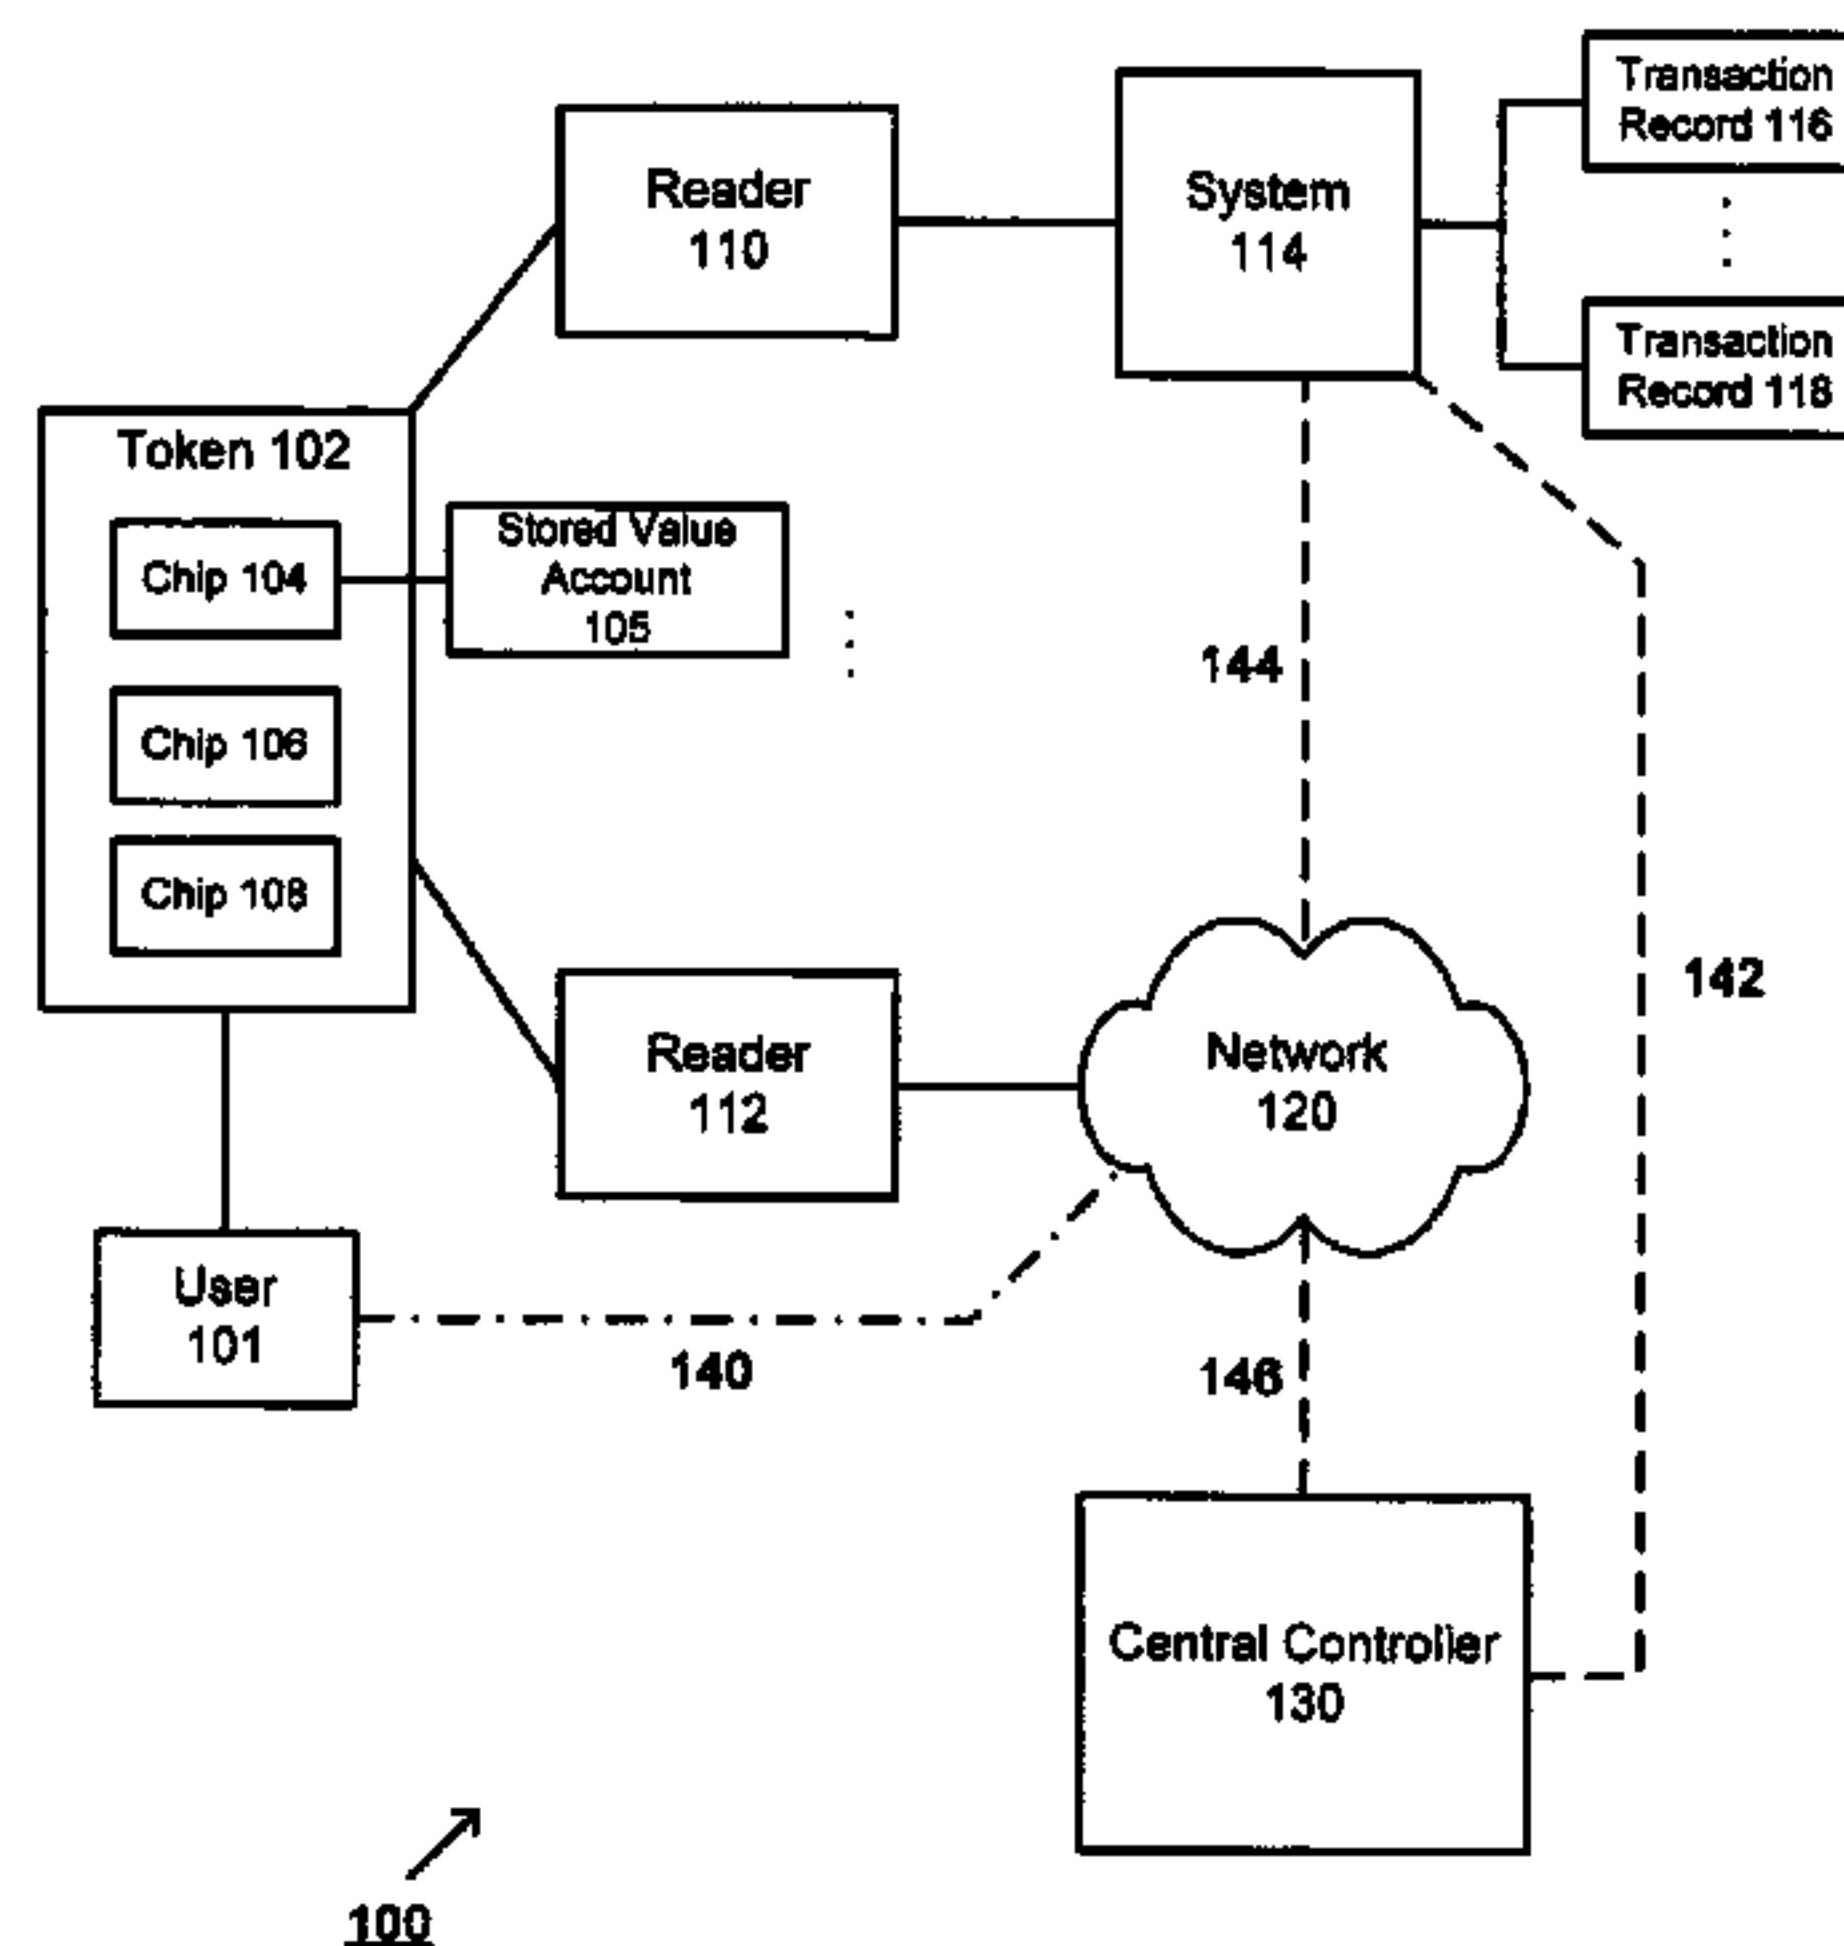 Transaction
Record 116
Reader
110
System
114
Transaction
Record 118
Token 102
Stored Value
Account
105
Chip 104
144
Chip 106
Chip 108
142
Reader
112
Network
120
User
101
140
146
Central Controller
130
100